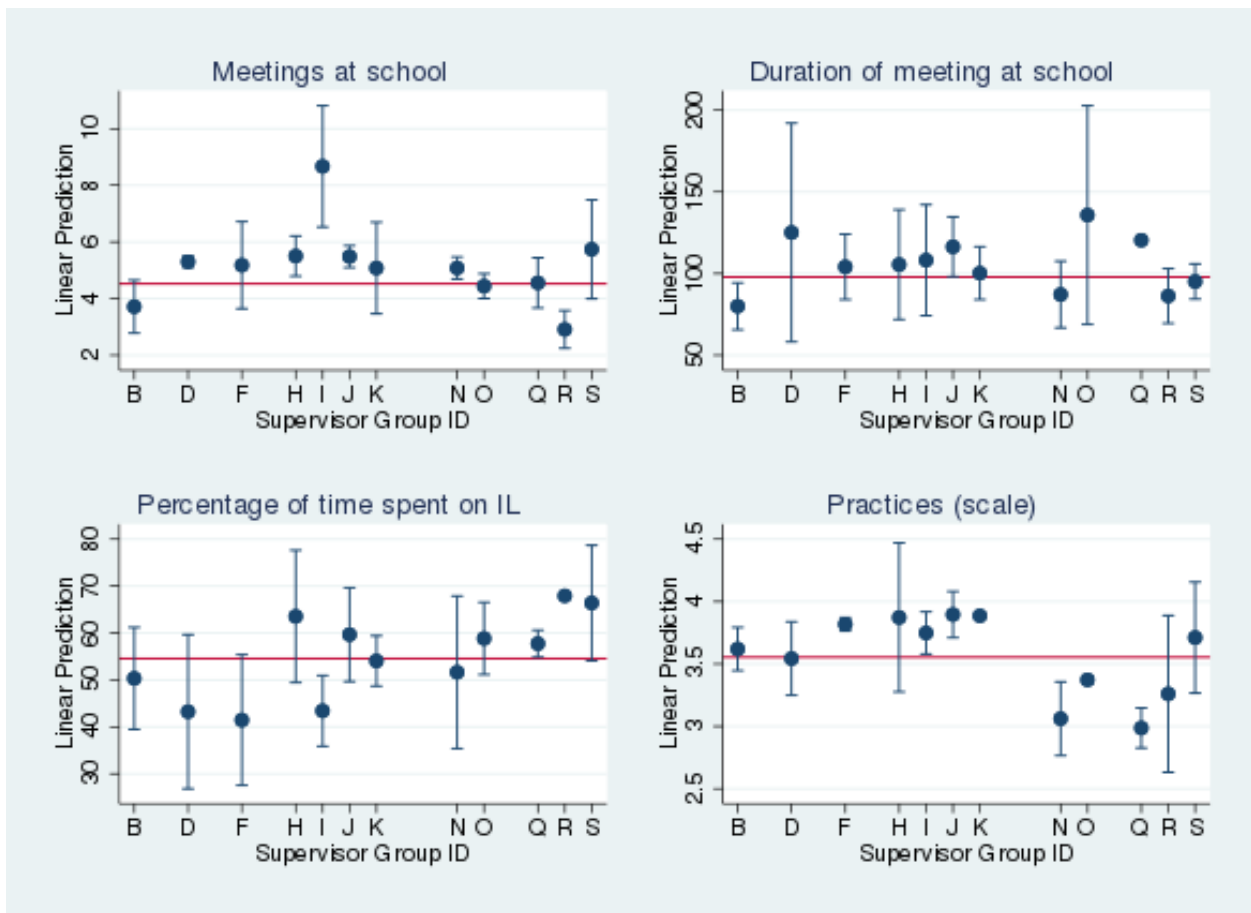 Meetings at school
Linear Prediction
10
8
6
4
2
B D F H I J K N O Q R S
Supervisor Group ID
Duration of meeting at school
Linear Prediction
200
150
100
50
B D F H I J K N O Q R S
Supervisor Group ID
Percentage of time spent on IL
Linear Prediction
80
70
60
50
40
30
B D F H I J K N O Q R S
Supervisor Group ID
Practices (scale)
Linear Prediction
4.5
4
3.5
3
2.5
B D F H I J K N O Q R S
Supervisor Group ID